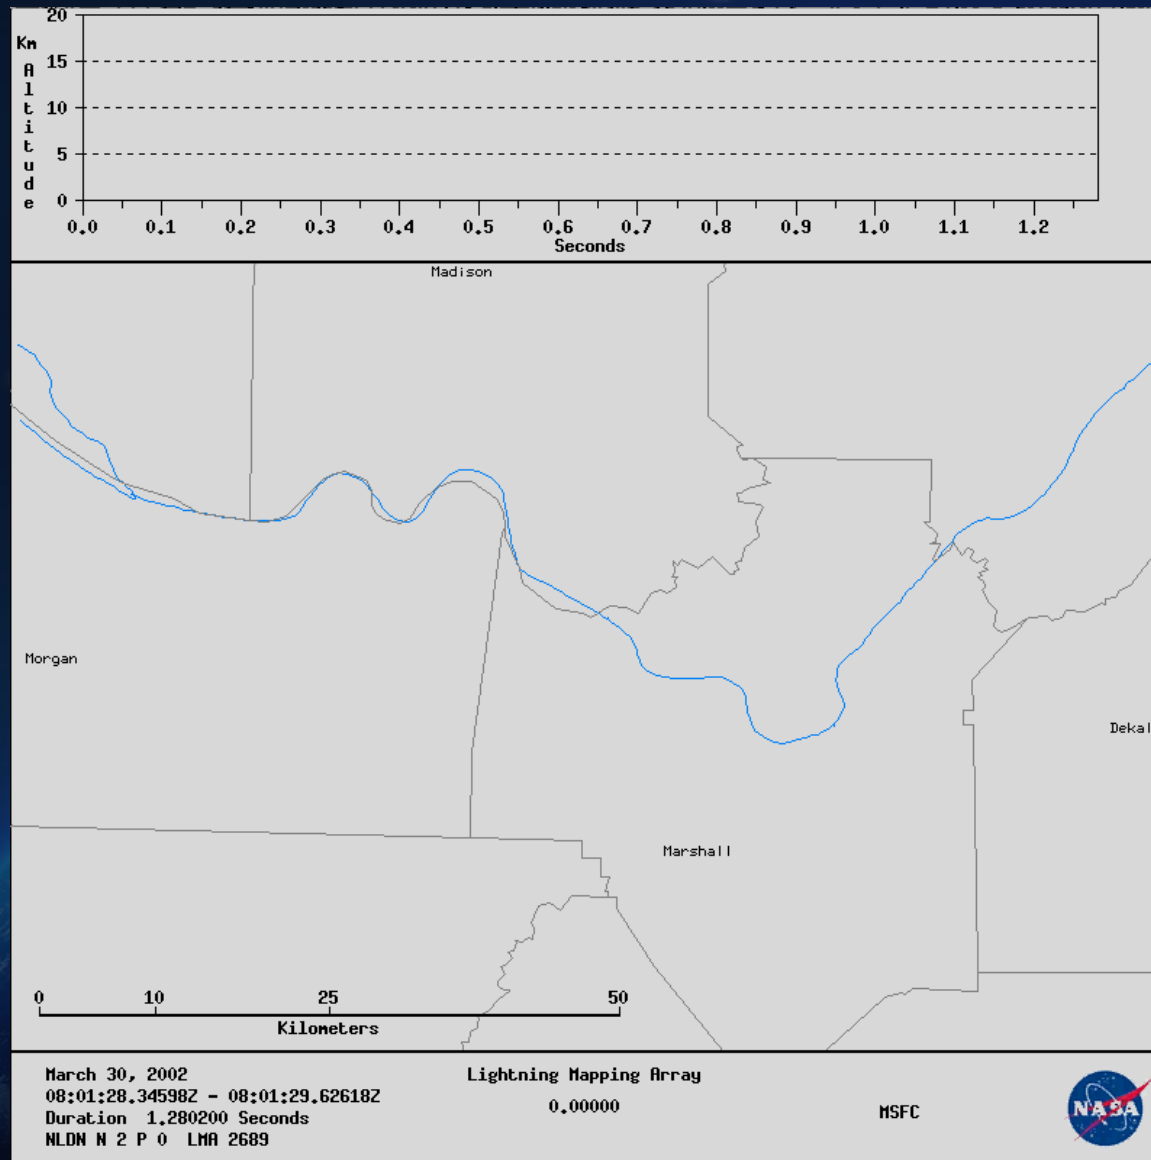 20
Km
15
Altitude
10
5
0
0.0 0.1 0.2 0.3 0.4 0.5 0.6 0.7 0.8 0.9 1.0 1.1 1.2
Seconds
Madison
Morgan
Dekal
Marshall
0 10 25 50
Kilometers
March 30, 2002
08:01:28.34598Z - 08:01:29.62618Z
Duration 1.280200 Seconds
NLDN N 2 P 0 LMA 2689
Lightning Mapping Array
0.00000
MSFC
NASA